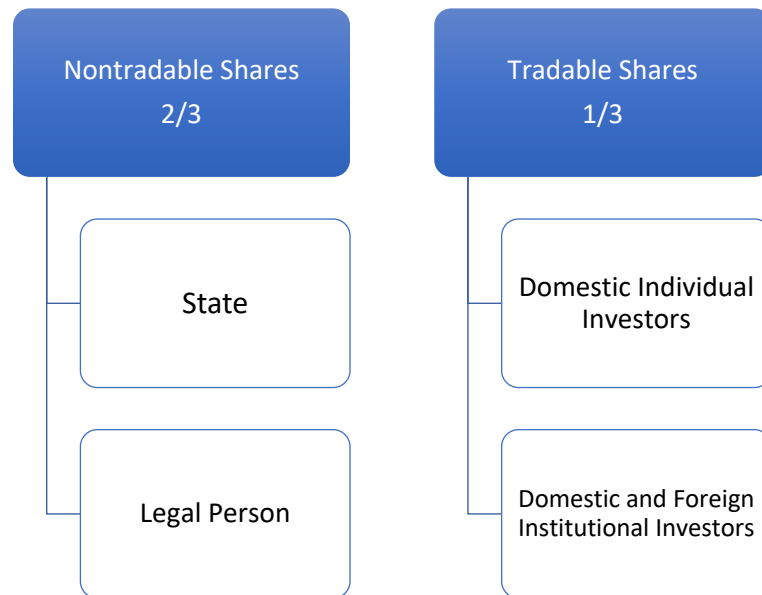 Nontradable Shares
2/3
State
Legal Person
Tradable Shares
1/3
Domestic Individual
Investors
Domestic and Foreign
Institutional Investors